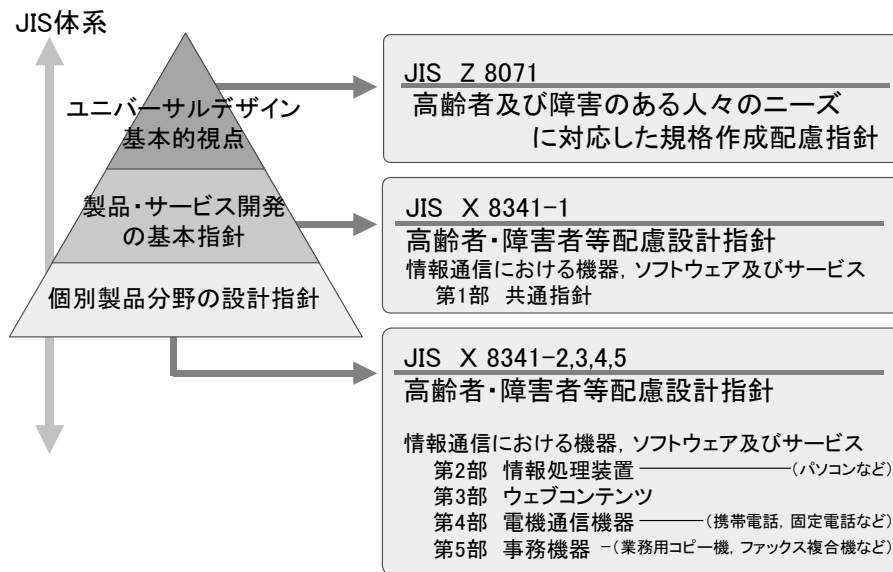 JIS体系
ユニバーサルデザイン
基本的視点
製品・サービス開発
の基本指針
個別製品分野の設計指針
JIS Z 8071
高齢者及び障害のある人々のニーズ
に対応した規格作成配慮指針
JIS X 8341-1
高齢者・障害者等配慮設計指針
情報通信における機器, ソフトウェア及びサービス
第1部 共通指針
JIS X 8341-2,3,4,5
高齢者・障害者等配慮設計指針
情報通信における機器, ソフトウェア及びサービス
第2部 情報処理装置 (パソコンなど)
第3部 ウェブコンテンツ
第4部 電機通信機器 (携帯電話, 固定電話など)
第5部 事務機器 (業務用コピー機, ファックス複合機など)